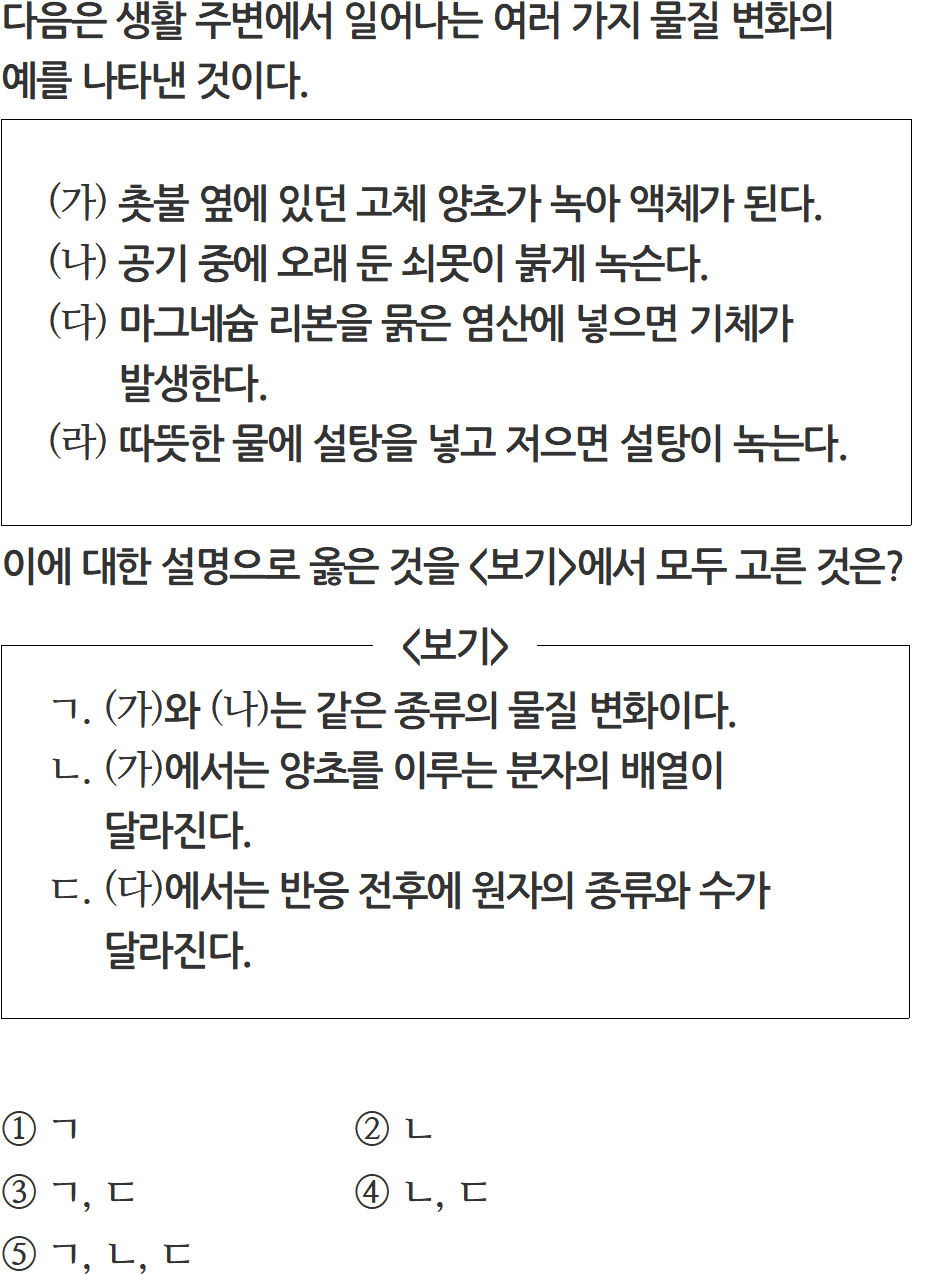 다음은 생활 주변에서 일어나는 여러 가지 물질 변화의
예를 나타낸 것이다.
(가) 촛불 옆에 있던 고체 양초가 녹아 액체가 된다.
(나) 공기 중에 오래 둔 쇠못이 붉게 녹슨다.
(다) 마그네슘 리본을 묽은 염산에 넣으면 기체가
발생한다.
(라) 따뜻한 물에 설탕을 넣고 저으면 설탕이 녹는다.
이에 대한 설명으로 옳은 것을 <보기>에서 모두 고른 것은?
<보기>
ㄱ. (가)와 (나)는 같은 종류의 물질 변화이다.
ㄴ. (가)에서는 양초를 이루는 분자의 배열이
달라진다.
ㄷ. (다)에서는 반응 전후에 원자의 종류와 수가
달라진다.
① ㄱ ② ㄴ
③ ㄱ, ㄷ ④ ㄴ, ㄷ
⑤ ㄱ, ㄴ, ㄷ